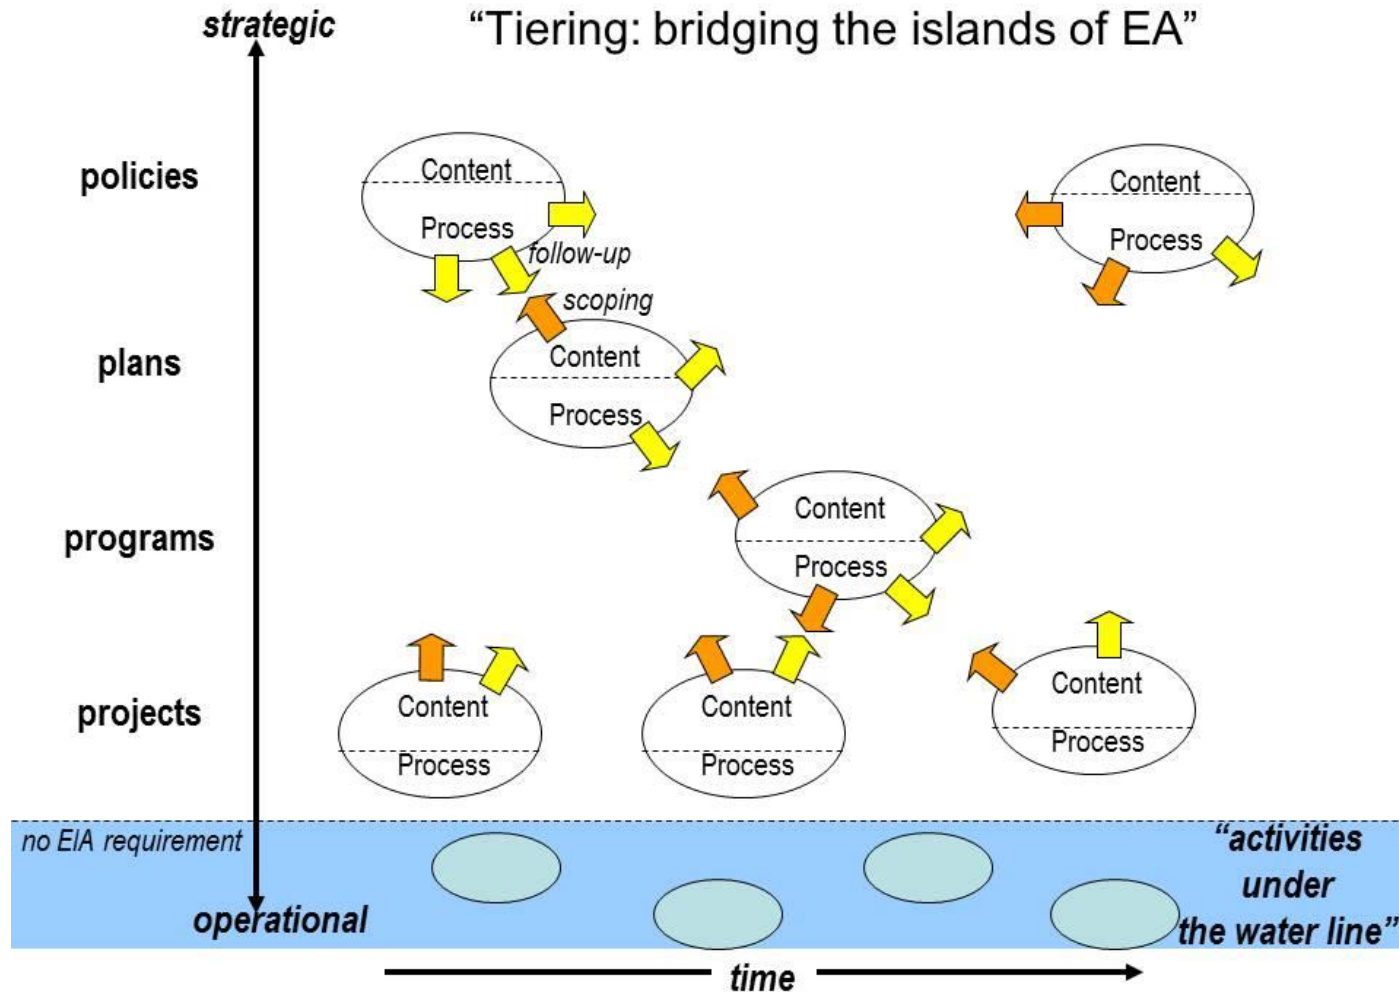 strategic
“Tiering: bridging the islands of EA”
policies
Content
Process
follow-up
Content
Process
scoping
plans
Content
Process
programs
Content
Process
projects
Content
Process
Content
Process
Content
Process
no EIA requirement
operational
“activities
under
the water line”
time